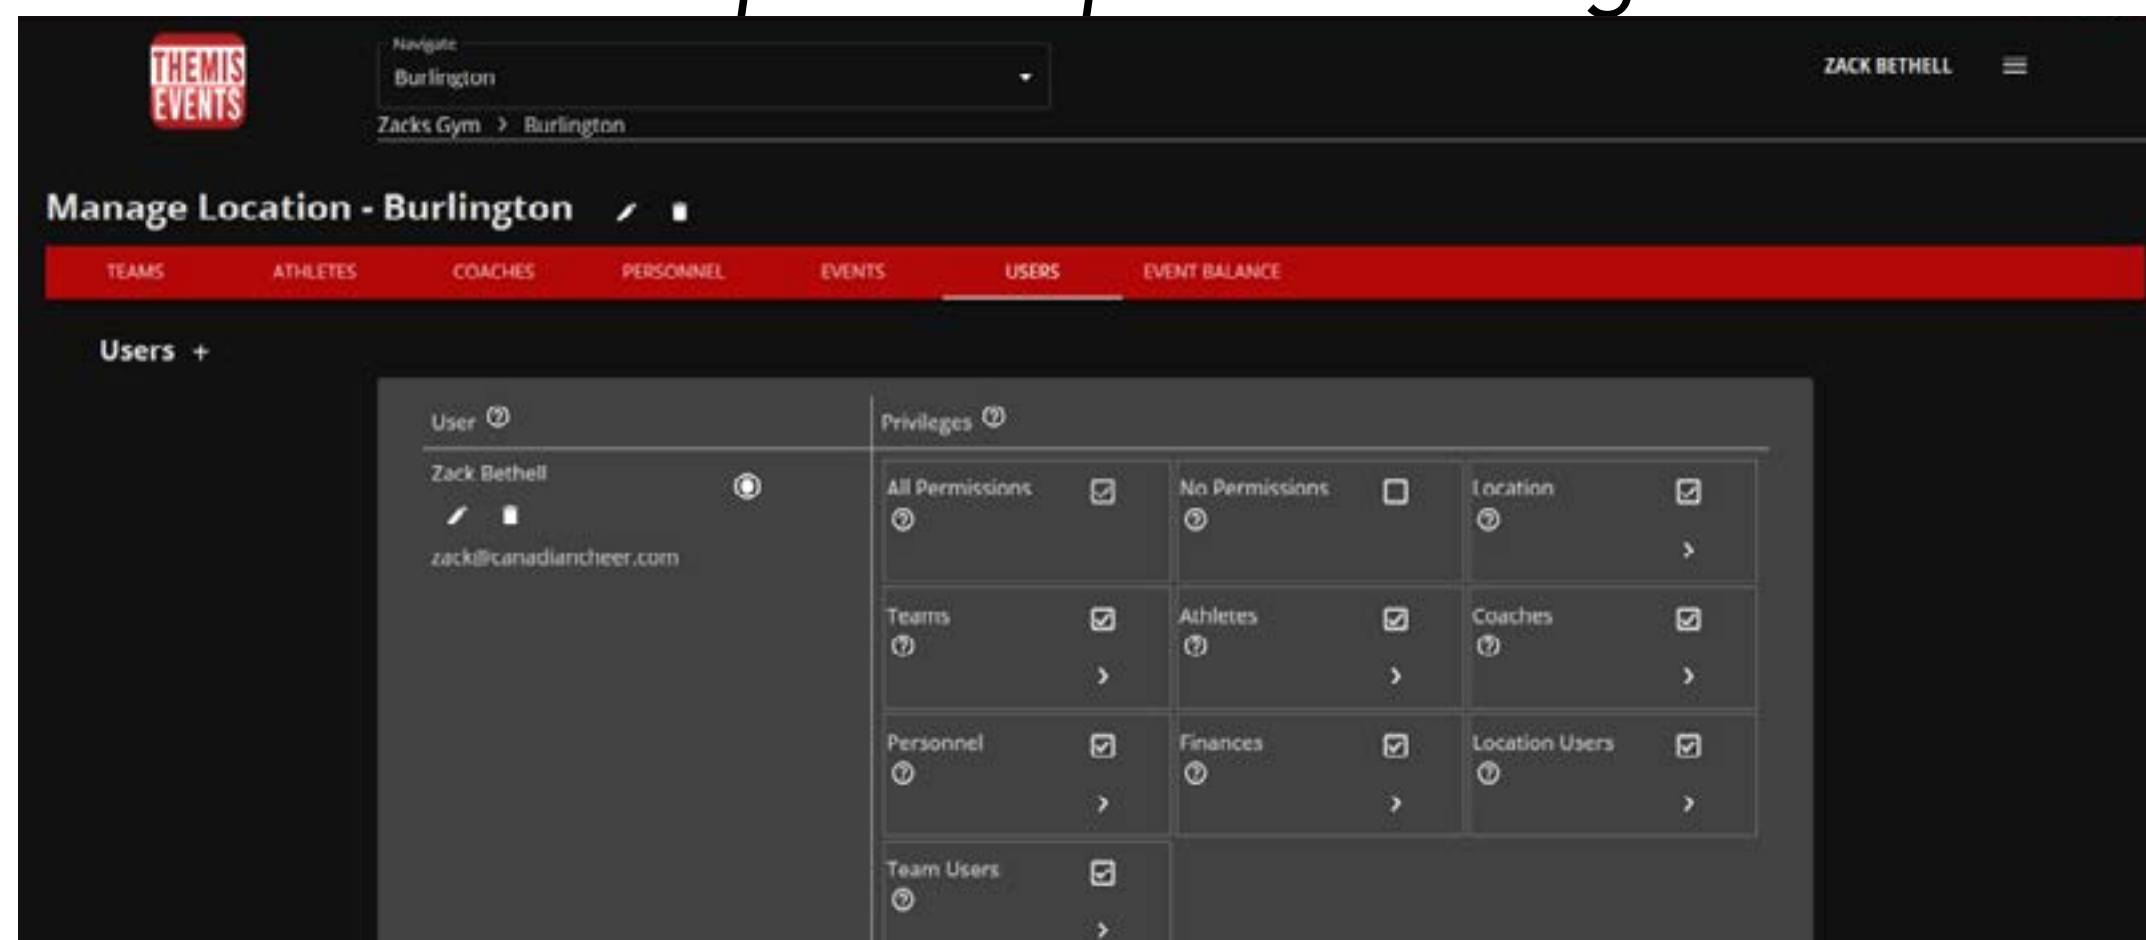 THEMIS
EVENTS
Navigate
Burlington
Zacks Gym > Burlington
ZACK BETHELL
Manage Location - Burlington
TEAMS ATHLETES COACHES PERSONNEL EVENTS USERS EVENT BALANCE
Users +
User
Privileges
Zack Bethell
zack@canadiancheer.com
All Permissions No Permissions Location
Teams Athletes Coaches
Personnel Finances Location Users
Team Users